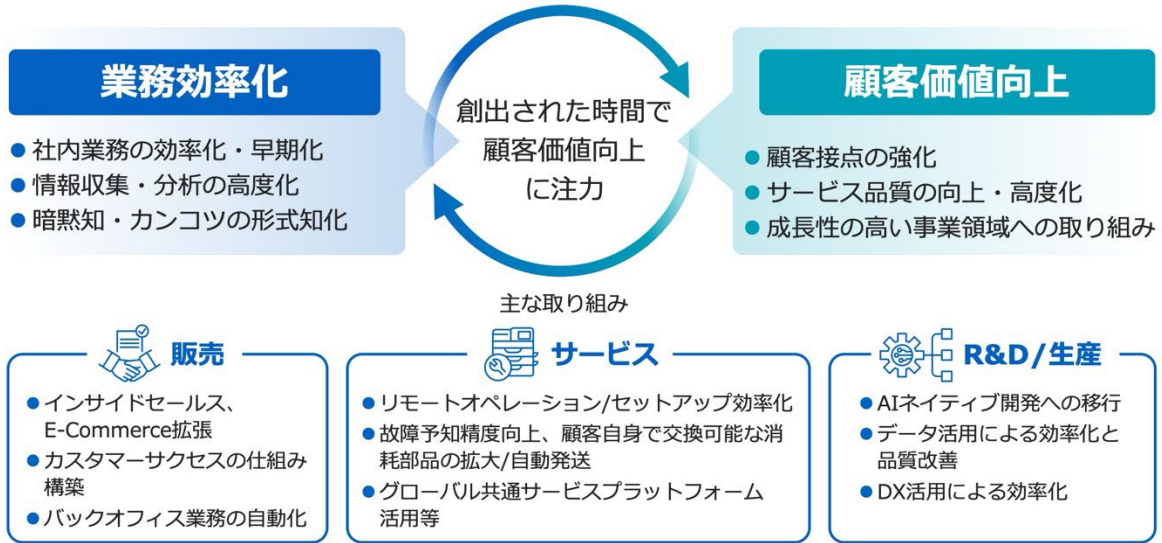 業務効率化
● 社内業務の効率化・早期化
● 情報収集・分析の高度化
● 暗黙知・カンコツの形式知化
創出された時間で
顧客価値向上
に注力
顧客価値向上
● 顧客接点の強化
● サービス品質の向上・高度化
● 成長性の高い事業領域への取り組み
主な取り組み
販売
● インサイドセールス、
E-Commerce拡張
● カスタマーサクセスの仕組み
構築
● バックオフィス業務の自動化
サービス
● リモートオペレーション/セットアップ効率化
● 故障予知精度向上、顧客自身で交換可能な消
耗部品の拡大/自動発送
● グローバル共通サービスプラットフォーム
活用等
R&D/生産
● AIネイティブ開発への移行
● データ活用による効率化と
品質改善
● DX活用による効率化